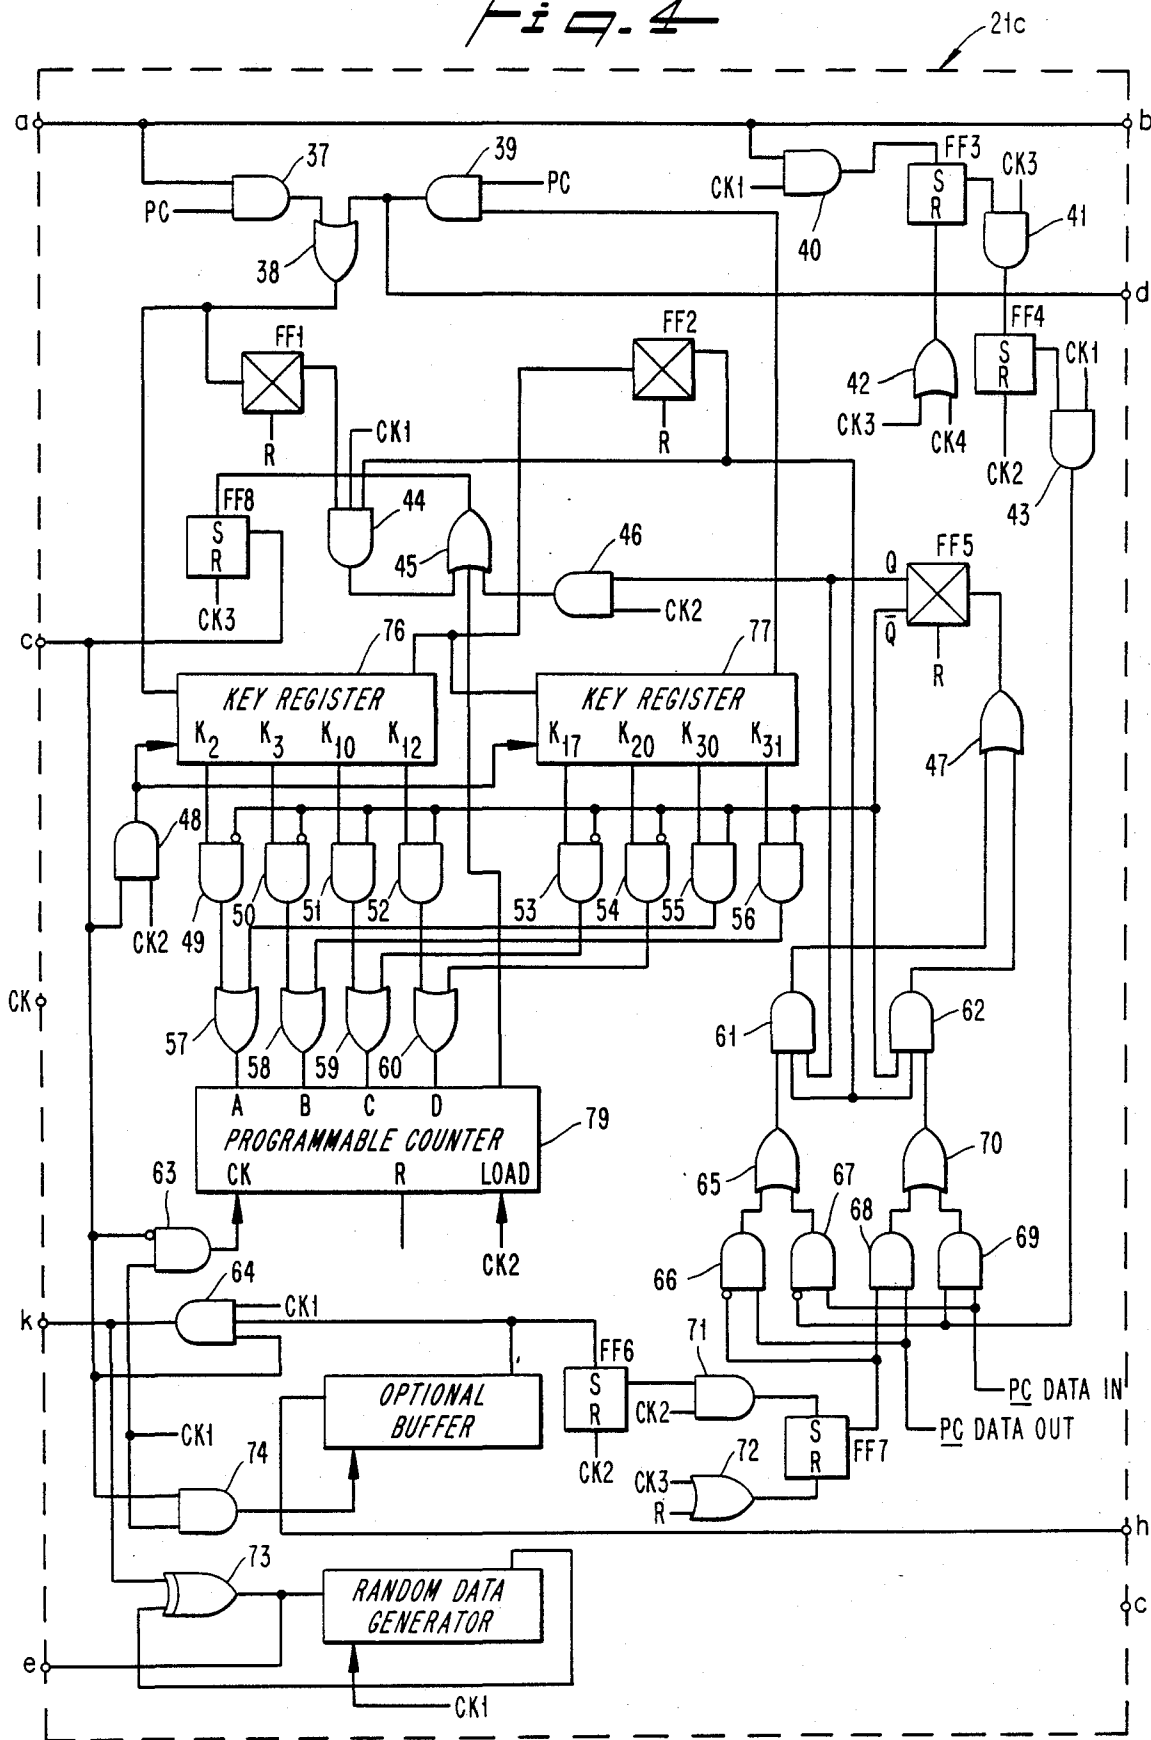 Fig. 4
21c
a
b
37
39
FF3
CK3
PC
PC
CK1
S
R
40
41
38
d
FF1
FF2
FF4
S
R
CK1
42
R
R
CK3
CK4
CK2
CK1
43
FF8
44
S
R
45
46
Q
FF5
CK3
CK2
Q̅
R
c
76
77
KEY REGISTER
KEY REGISTER
K2 K3 K10 K12
K17 K20 K30 K31
47
48
CK2
49
50
51
52
53
54
55
56
CK
57
58
59
60
61
62
A B C D
PROGRAMMABLE COUNTER
79
CK R LOAD
63
CK2
65
67
68
70
66
69
64
CK1
k
71
FF6
S
R
OPTIONAL
BUFFER
CK2
CK2
PC DATA IN
PC DATA OUT
CK1
S
R
FF7
72
CK3
R
74
h
73
RANDOM DATA
GENERATOR
c
e
CK1